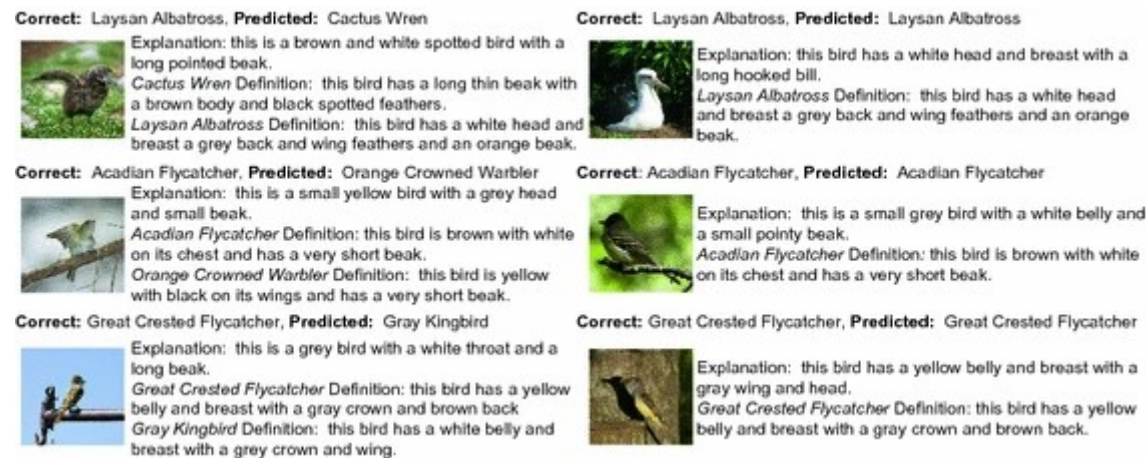 Correct: Laysan Albatross, Predicted: Cactus Wren
Explanation: this is a brown and white spotted bird with a
long pointed beak.
Cactus Wren Definition: this bird has a long thin beak with
a brown body and black spotted feathers.
Laysan Albatross Definition: this bird has a white head and
breast a grey back and wing feathers and an orange beak.
Correct: Laysan Albatross, Predicted: Laysan Albatross
Explanation: this bird has a white head and breast with a
long hooked bill.
Laysan Albatross Definition: this bird has a white head
and breast a grey back and wing feathers and an orange
beak.
Correct: Acadian Flycatcher, Predicted: Orange Crowned Warbler
Explanation: this is a small yellow bird with a grey head
and small beak.
Acadian Flycatcher Definition: this bird is brown with white
on its chest and has a very short beak.
Orange Crowned Warbler Definition: this bird is yellow
with black on its wings and has a very short beak.
Correct: Acadian Flycatcher, Predicted: Acadian Flycatcher
Explanation: this is a small grey bird with a white belly and
a small pointy beak.
Acadian Flycatcher Definition: this bird is brown with white
on its chest and has a very short beak.
Correct: Great Crested Flycatcher, Predicted: Gray Kingbird
Explanation: this is a grey bird with a white throat and a
long beak.
Great Crested Flycatcher Definition: this bird has a yellow
belly and breast with a gray crown and brown back
Gray Kingbird Definition: this bird has a white belly and
breast with a grey crown and wing.
Correct: Great Crested Flycatcher, Predicted: Great Crested Flycatcher
Explanation: this bird has a yellow belly and breast with a
gray wing and head.
Great Crested Flycatcher Definition: this bird has a yellow
belly and breast with a gray crown and brown back.